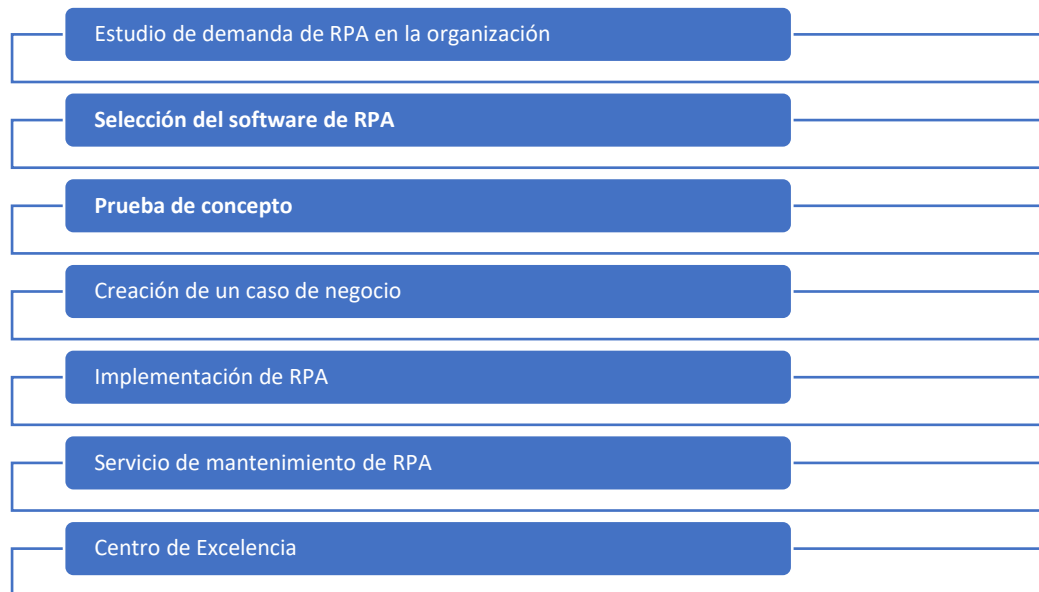 Estudio de demanda de RPA en la organización
Selección del software de RPA
Prueba de concepto
Creación de un caso de negocio
Implementación de RPA
Servicio de mantenimiento de RPA
Centro de Excelencia